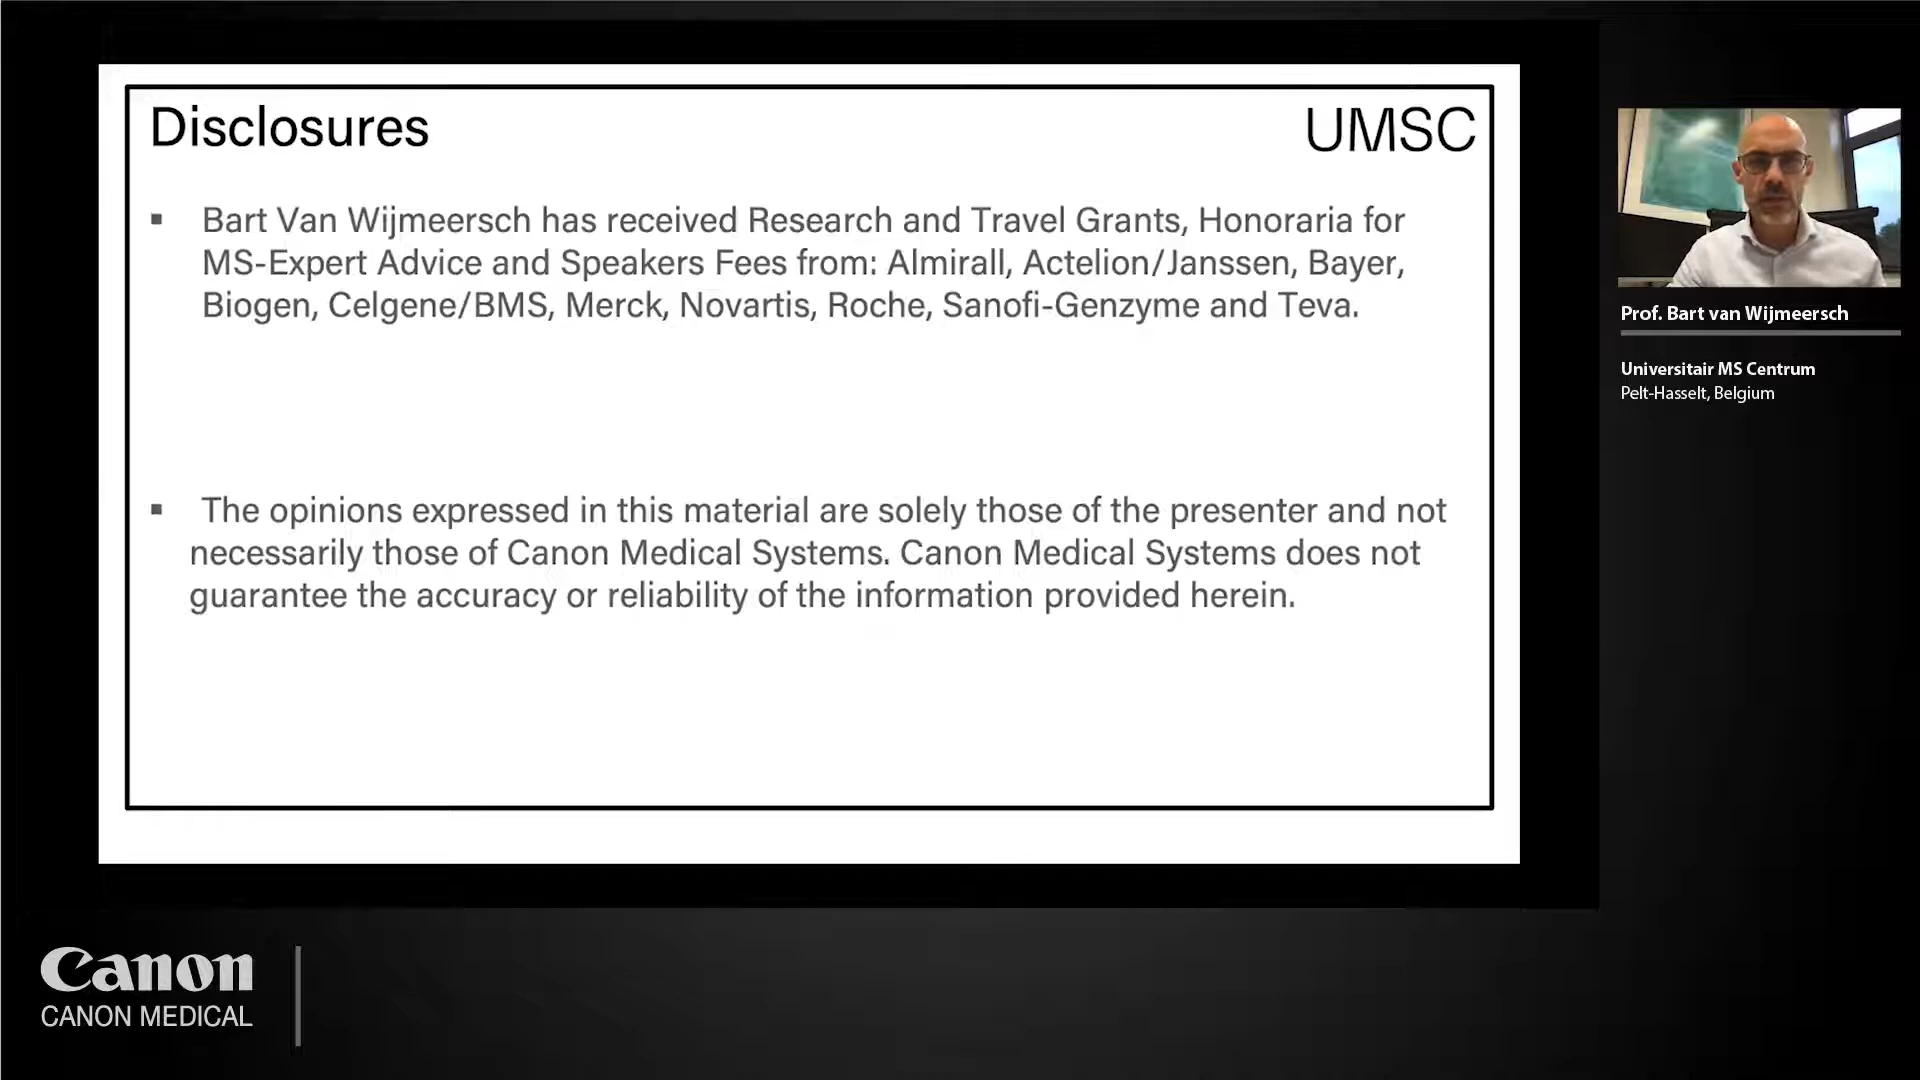 Disclosures
UMSC
▪ Bart Van Wijmeersch has received Research and Travel Grants, Honoraria for
MS-Expert Advice and Speakers Fees from: Almirall, Actelion/Janssen, Bayer,
Biogen, Celgene/BMS, Merck, Novartis, Roche, Sanofi-Genzyme and Teva.
▪ The opinions expressed in this material are solely those of the presenter and not
necessarily those of Canon Medical Systems. Canon Medical Systems does not
guarantee the accuracy or reliability of the information provided herein.
Prof. Bart van Wijmeersch
Universitair MS Centrum
Pelt-Hasselt, Belgium
Canon
CANON MEDICAL